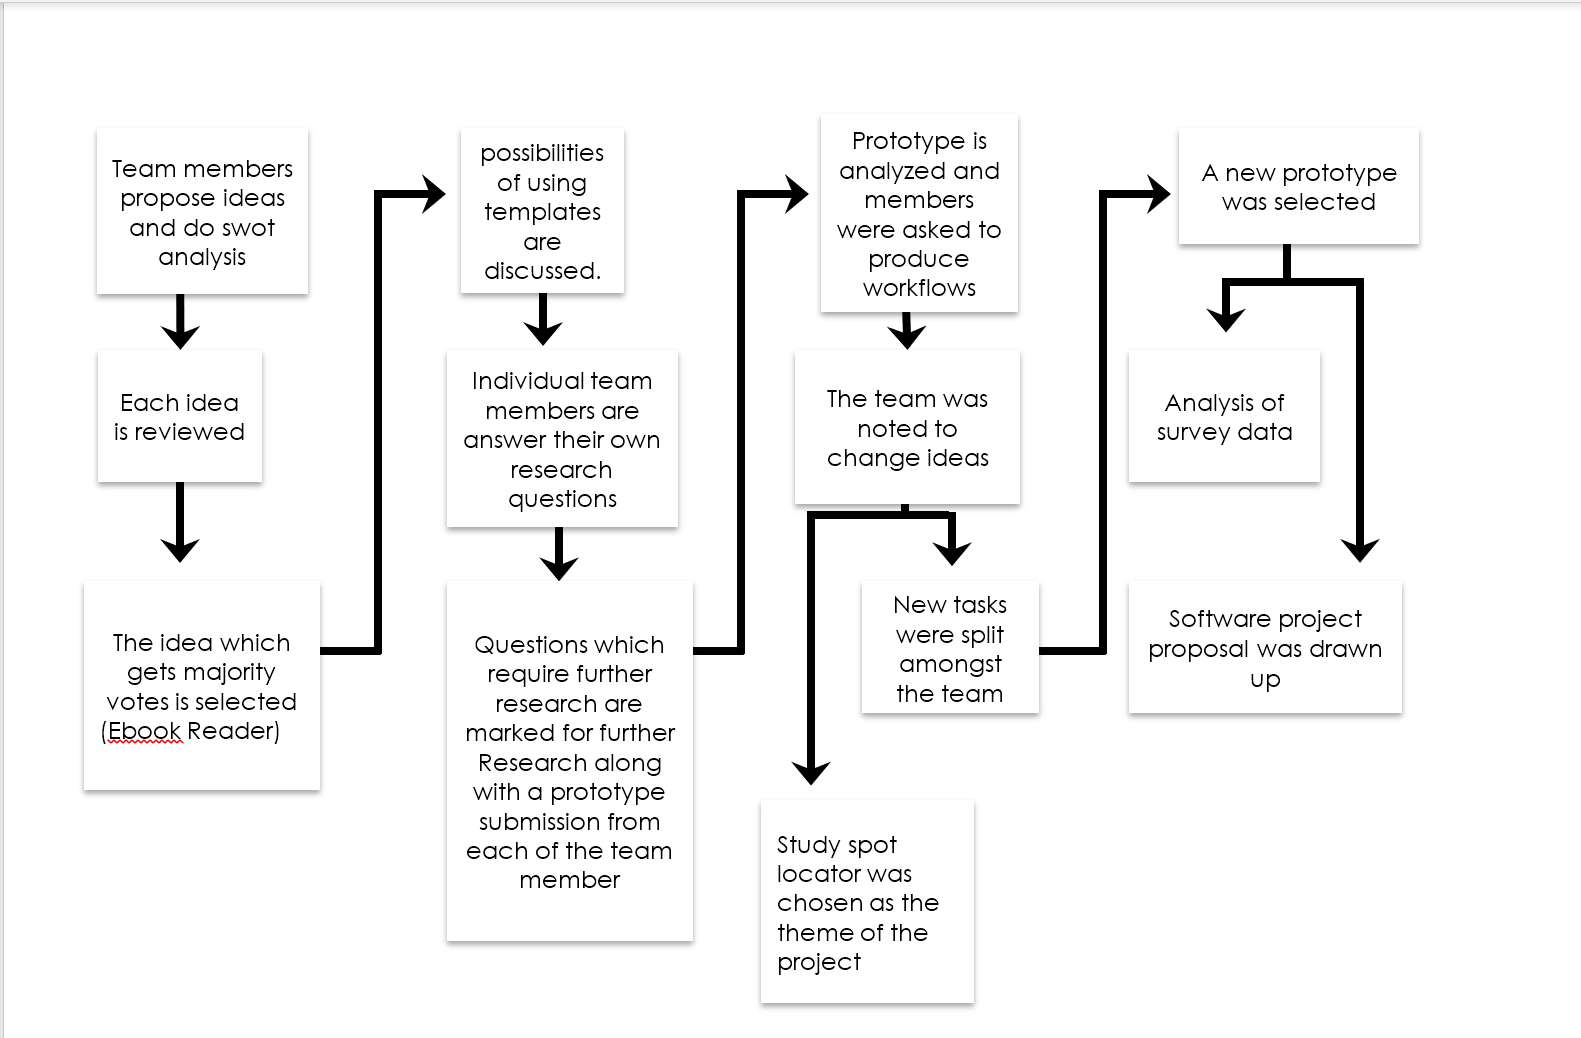 Team members
propose ideas
and do swot
analysis
Each idea
is reviewed
The idea which
gets majority
votes is selected
(Ebook Reader)
possibilities
of using
templates
are
discussed.
Individual team
members are
answer their own
research
questions
Questions which
require further
research are
marked for further
Research along
with a prototype
submission from
each of the team
member
Prototype is
analyzed and
members
were asked to
produce
workflows
The team was
noted to
change ideas
New tasks
were split
amongst
the team
Study spot
locator was
chosen as the
theme of the
project
A new prototype
was selected
Analysis of
survey data
Software project
proposal was drawn
up